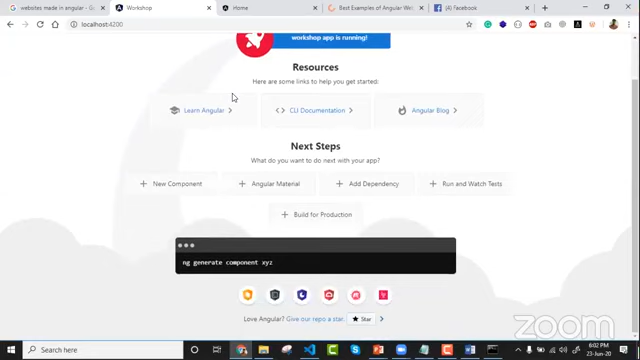 websites made in angular - Go
Workshop
Home
Best Examples of Angular Web
(4) Facebook
localhost:4200
workshop app is running!
Resources
Here are some links to help you get started:
Learn Angular
CLI Documentation
Angular Blog
Next Steps
What do you want to do next with your app?
New Component
Angular Material
Add Dependency
Run and Watch Tests
Build for Production
ng generate component xyz
Love Angular? Give our repo a star. Star
zoom
Search here
6:02 PM
23-Jun-20